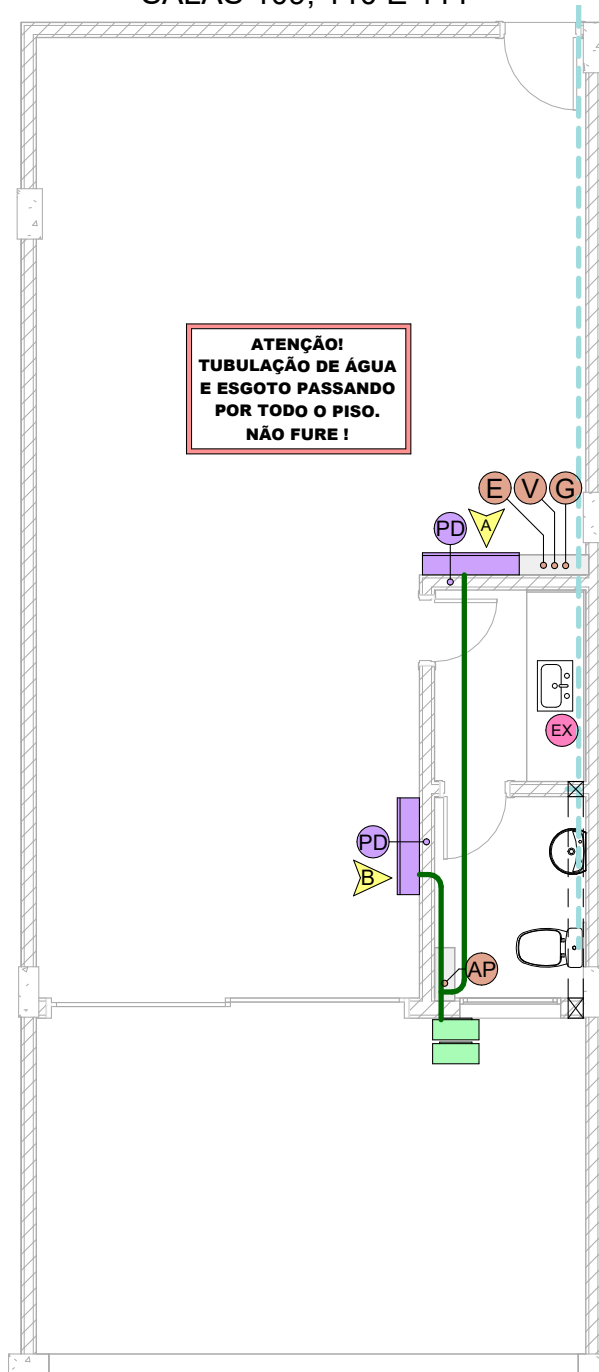 SALAS 109, 110 E 111
ATENÇÃO!
TUBULAÇÃO DE ÁGUA
E ESGOTO PASSANDO
POR TODO O PISO.
NÃO FURE !
E V G
PD A
EX
PD
B
AP